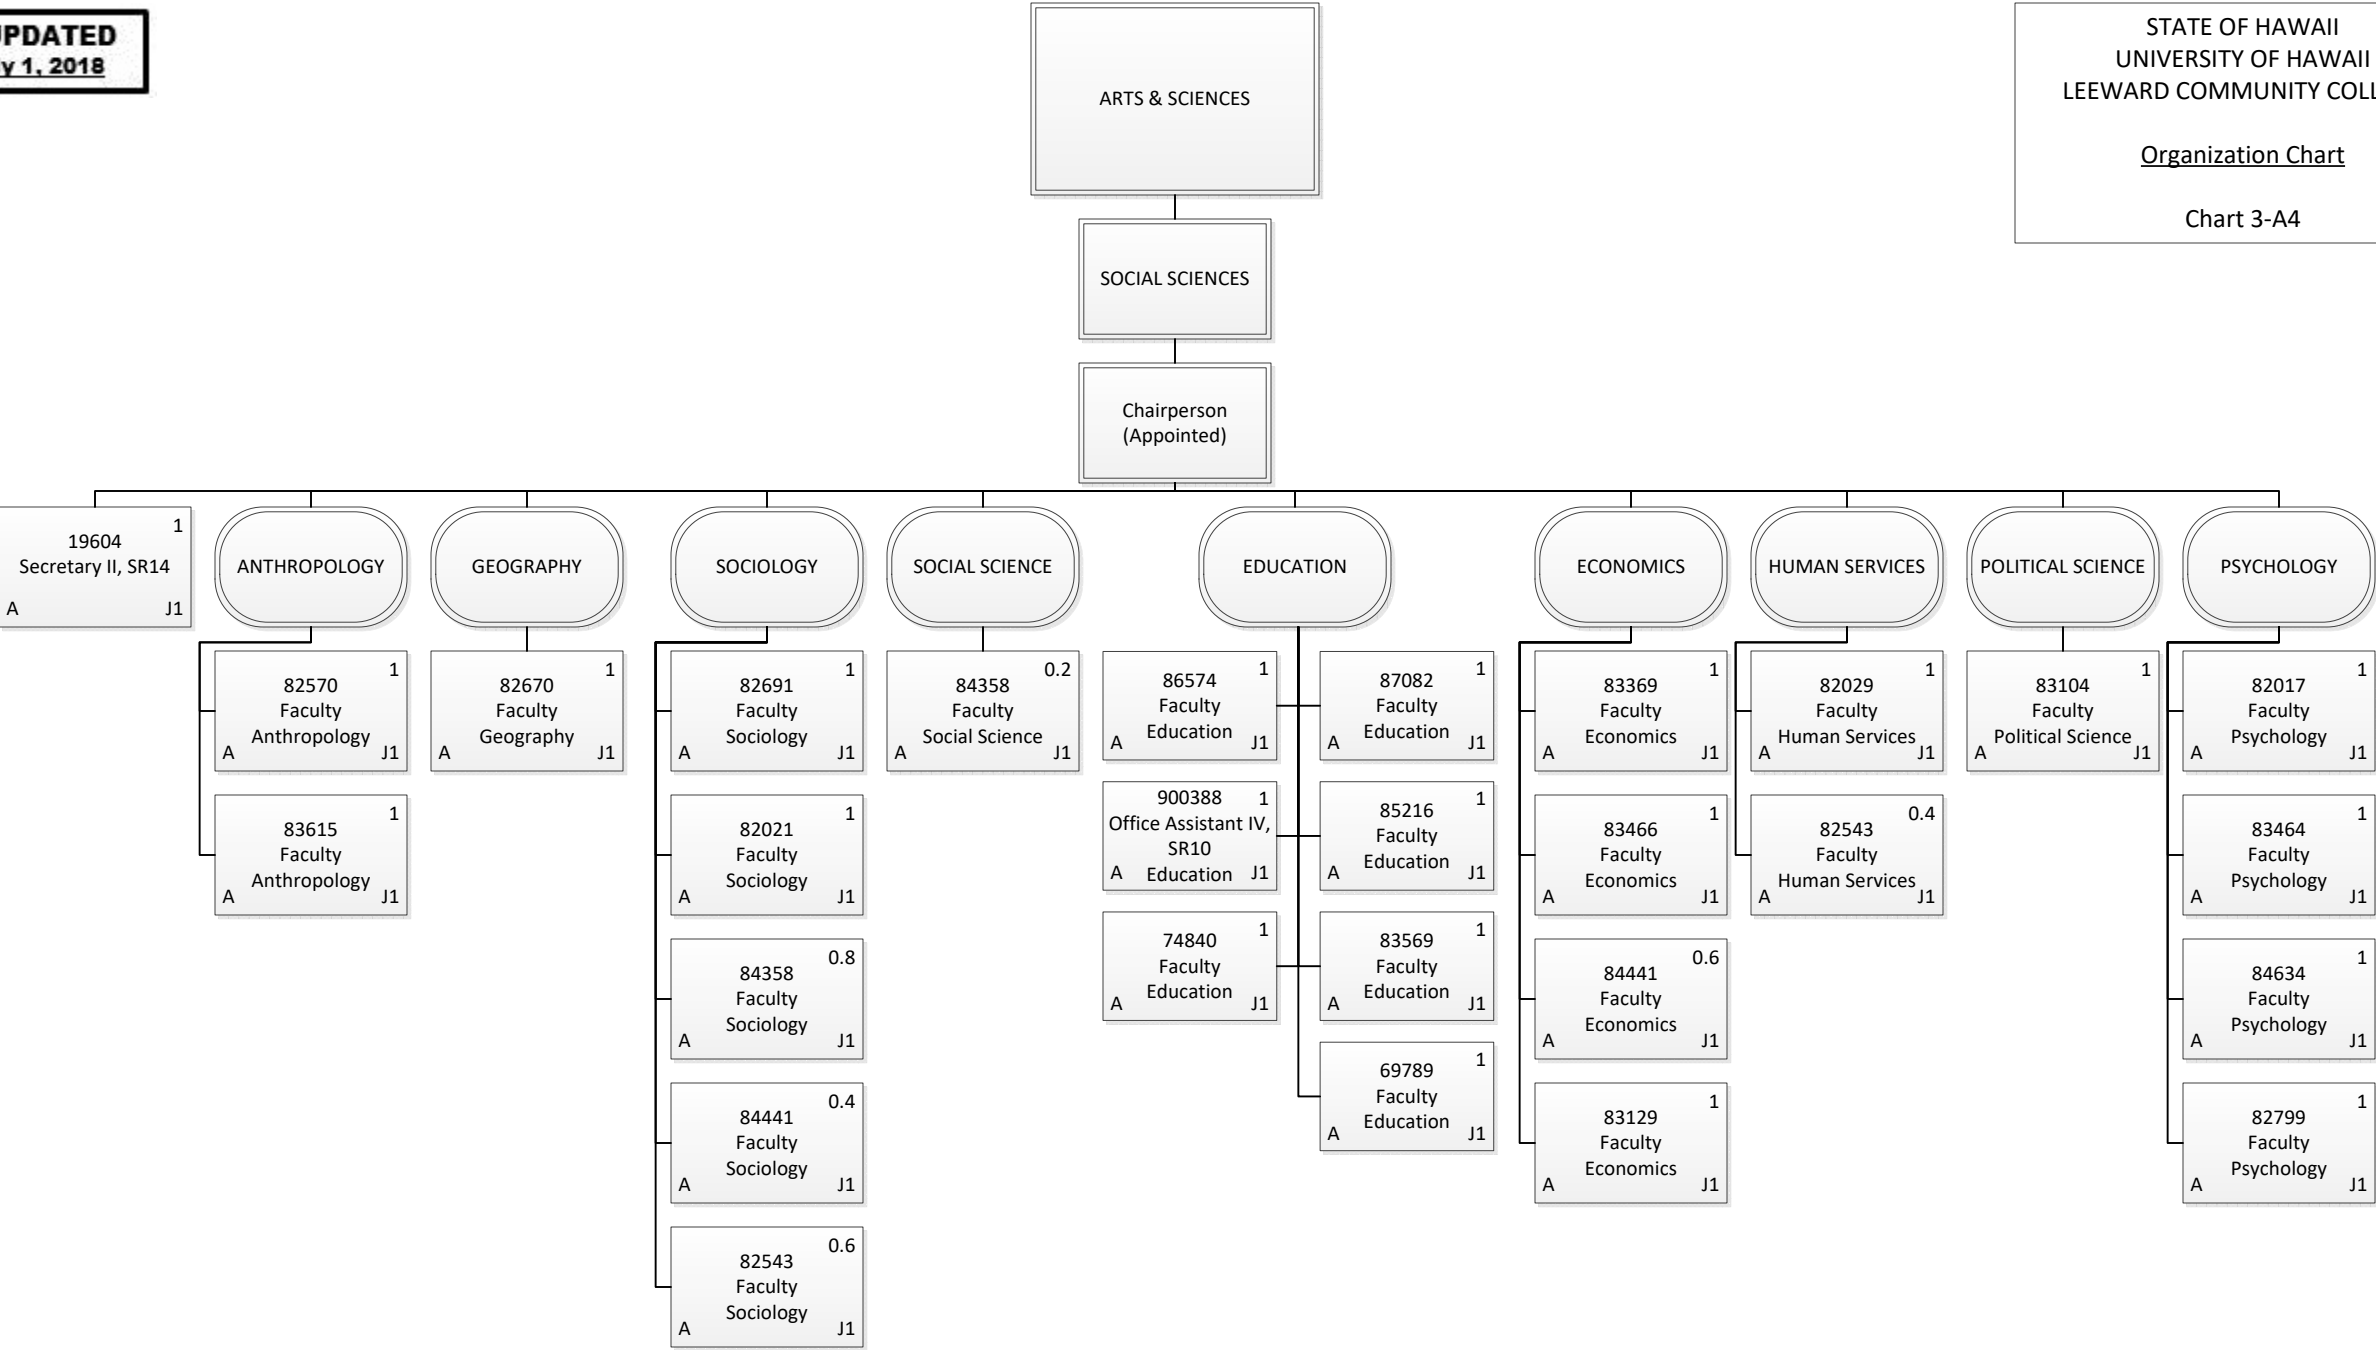 UPDATED
y 1, 2018
STATE OF HAWAII
UNIVERSITY OF HAWAII
LEEWARD COMMUNITY COLL
Organization Chart
Chart 3-A4
ARTS & SCIENCES
SOCIAL SCIENCES
Chairperson
(Appointed)
1
19604
Secretary II, SR14
A J1
ANTHROPOLOGY
1
82570
Faculty
Anthropology
A J1
1
83615
Faculty
Anthropology
A J1
GEOGRAPHY
1
82670
Faculty
Geography
A J1
SOCIOLOGY
1
82691
Faculty
Sociology
A J1
1
82021
Faculty
Sociology
A J1
0.8
84358
Faculty
Sociology
A J1
0.4
84441
Faculty
Sociology
A J1
0.6
82543
Faculty
Sociology
A J1
SOCIAL SCIENCE
0.2
84358
Faculty
Social Science
A J1
EDUCATION
1
86574
Faculty
Education
A J1
1
87082
Faculty
Education
A J1
900388 1
Office Assistant IV,
SR10
A Education J1
1
85216
Faculty
Education
A J1
1
74840
Faculty
Education
A J1
1
83569
Faculty
Education
A J1
1
69789
Faculty
Education
A J1
ECONOMICS
1
83369
Faculty
Economics
A J1
1
83466
Faculty
Economics
A J1
0.6
84441
Faculty
Economics
A J1
1
83129
Faculty
Economics
A J1
HUMAN SERVICES
1
82029
Faculty
Human Services
A J1
0.4
82543
Faculty
Human Services
A J1
POLITICAL SCIENCE
1
83104
Faculty
Political Science
A J1
PSYCHOLOGY
1
82017
Faculty
Psychology
A J1
1
83464
Faculty
Psychology
A J1
1
84634
Faculty
Psychology
A J1
1
82799
Faculty
Psychology
A J1